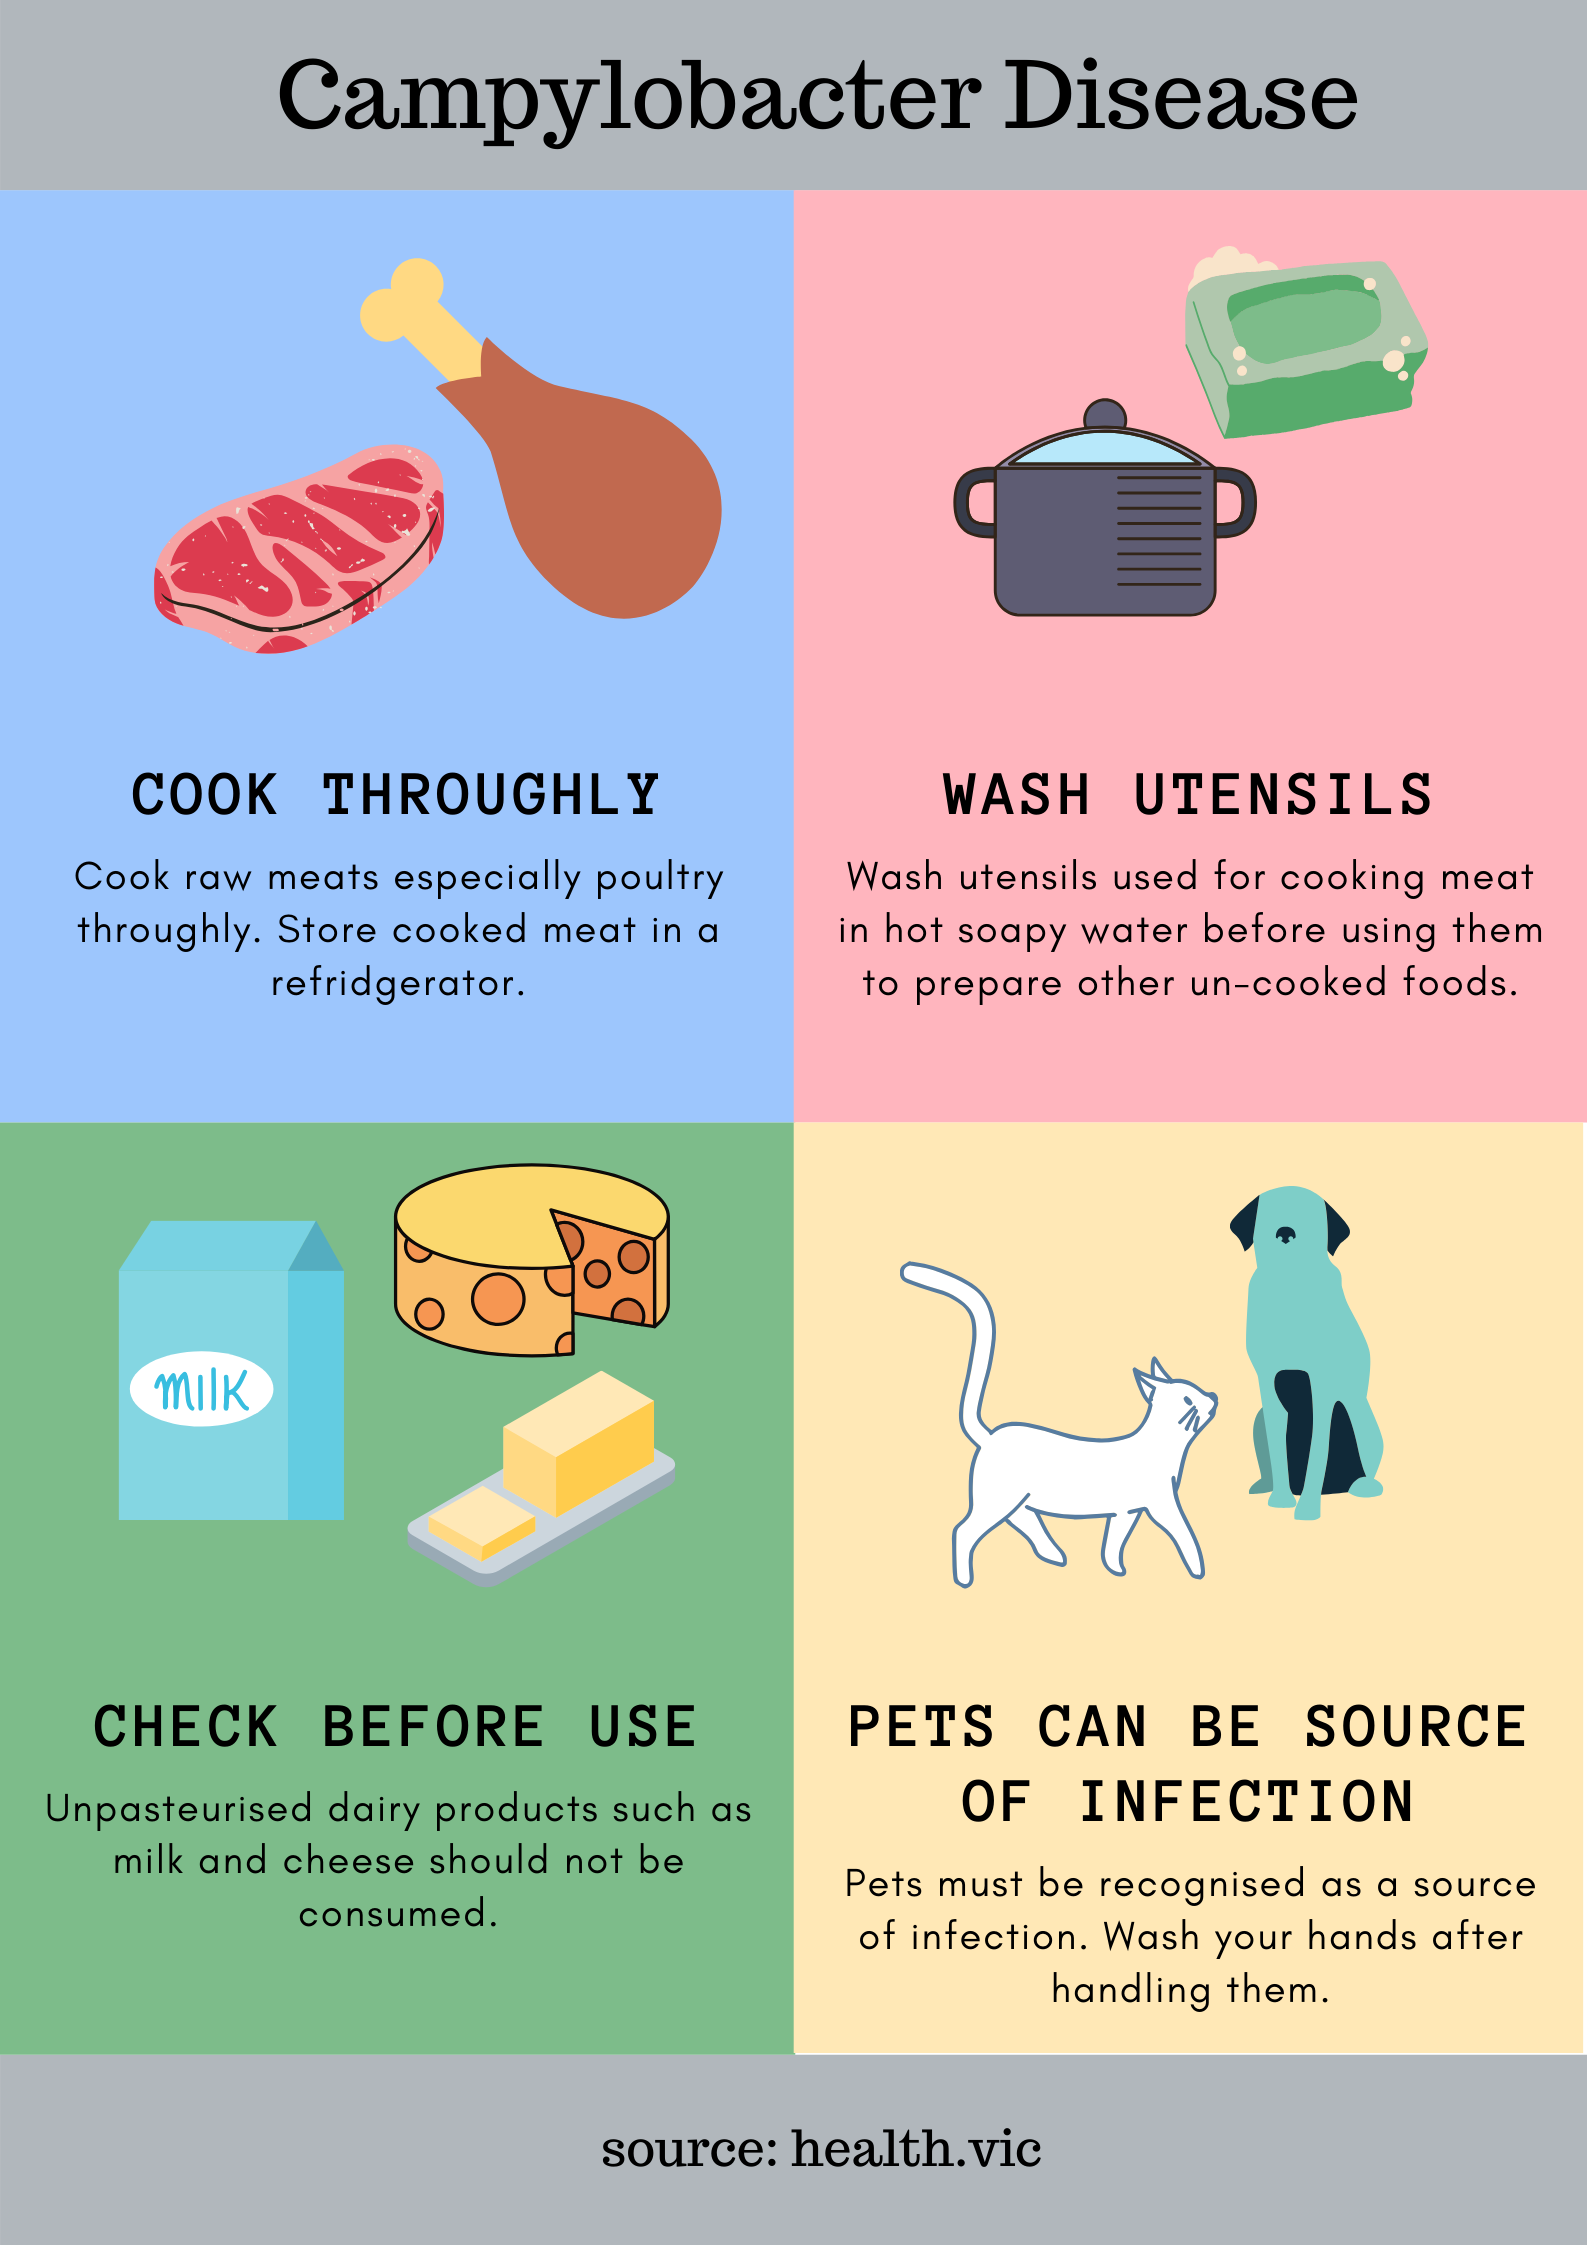 Campylobacter Disease
COOK THROUGHLY
Cook raw meats especially poultry
throughly. Store cooked meat in a
refridgerator.
WASH UTENSILS
Wash utensils used for cooking meat
in hot soapy water before using them
to prepare other un-cooked foods.
milk
CHECK BEFORE USE
Unpasteurised dairy products such as
milk and cheese should not be
consumed.
PETS CAN BE SOURCE
OF INFECTION
Pets must be recognised as a source
of infection. Wash your hands after
handling them.
source: health.vic